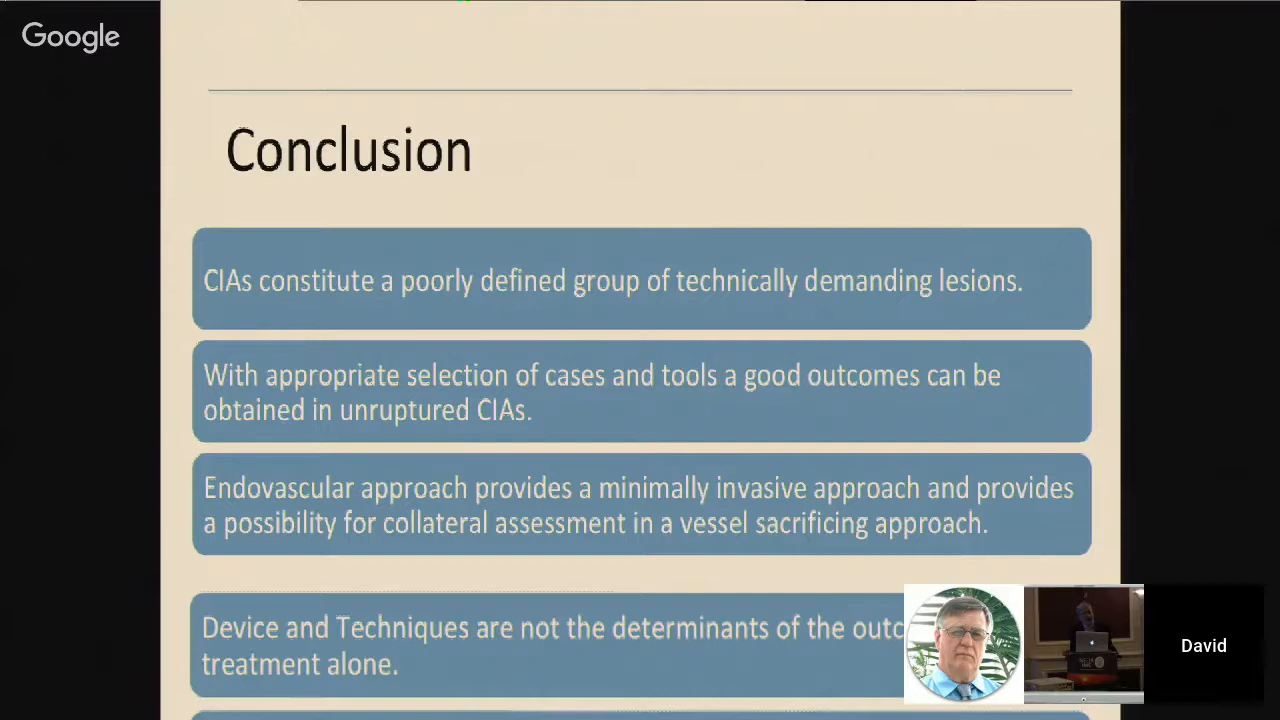 Google
Conclusion
CIAs constitute a poorly defined group of technically demanding lesions.
With appropriate selection of cases and tools a good outcomes can be
obtained in unruptured CIAs.
Endovascular approach provides a minimally invasive approach and provides
a possibility for collateral assessment in a vessel sacrificing approach.
Device and Techniques are not the determinants of the outc
treatment alone.
David